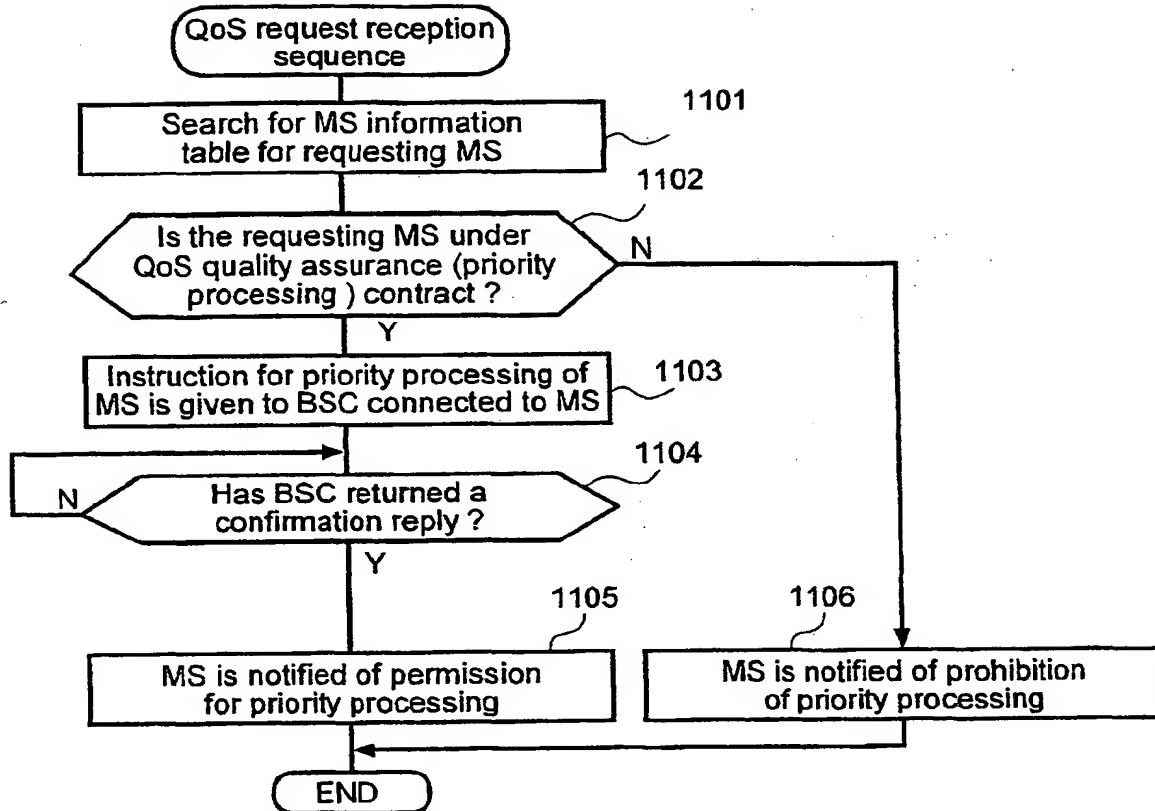 QoS request reception
sequence
1101
Search for MS information
table for requesting MS
1102
Is the requesting MS under
QoS quality assurance (priority
processing ) contract ?
N
Y
Instruction for priority processing of
MS is given to BSC connected to MS
1103
1104
Has BSC returned a
confirmation reply ?
N
Y
1105
MS is notified of permission
for priority processing
1106
MS is notified of prohibition
of priority processing
END